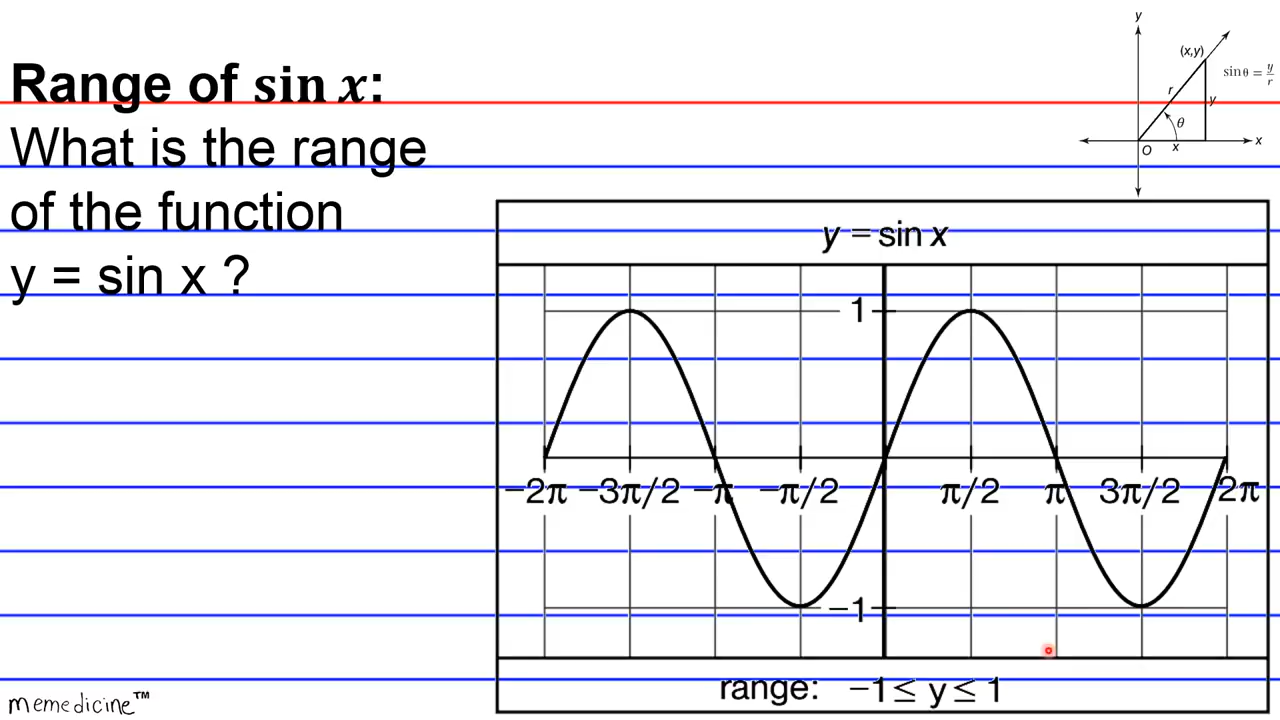 Range of sin x:
What is the range
of the function
y = sin x ?
y
(x,y)
sin θ = y/r
r
y
θ
O
x
x
y = sin x
1
−2π −3π/2 −π −π/2 π/2 π 3π/2 2π
−1
range: −1 ≤ y ≤ 1
memedicine™